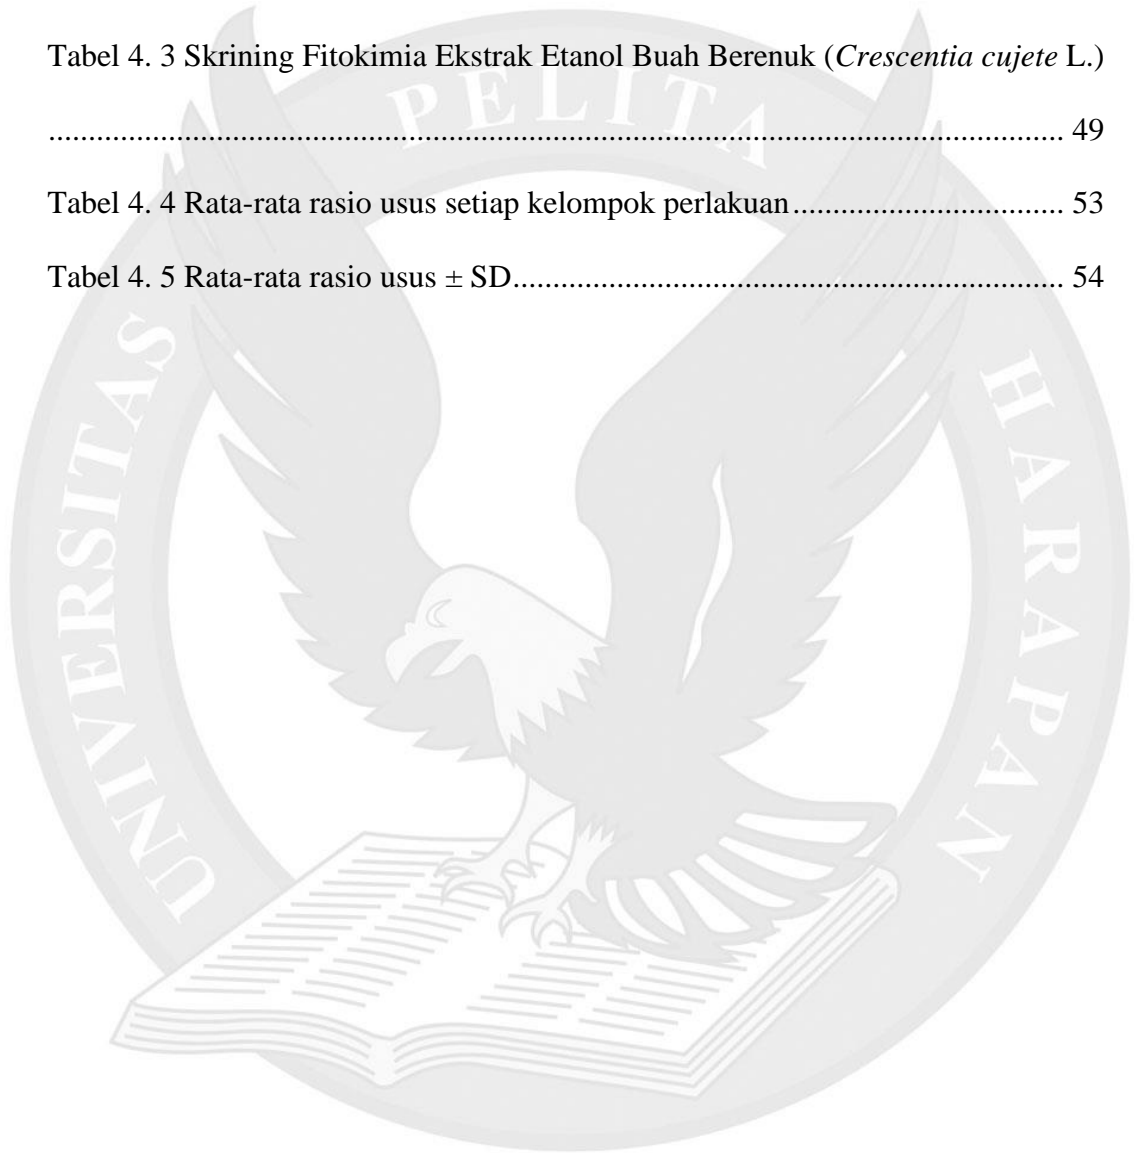 Tabel 4. 3 Skrining Fitokimia Ekstrak Etanol Buah Berenuk (Crescentia cujete L.)
............................................................................................................................... 49
Tabel 4. 4 Rata-rata rasio usus setiap kelompok perlakuan.................................. 53
Tabel 4. 5 Rata-rata rasio usus ± SD..................................................................... 54
UNIVERSITAS PELITA HARAPAN